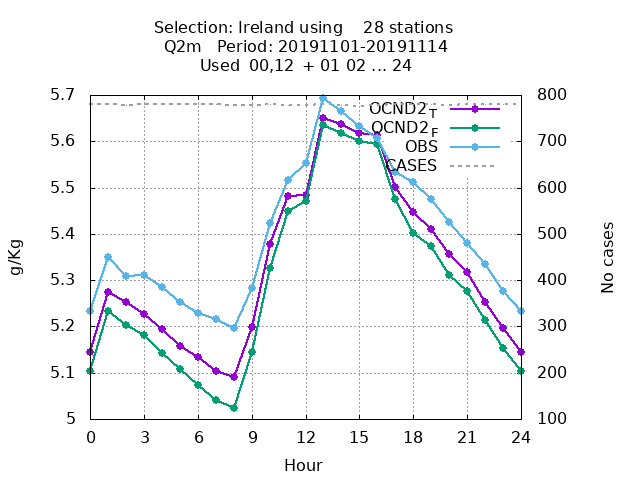 Selection: Ireland using    28 stations
Q2m   Period: 20191101-20191114
Used  00,12  + 01 02 ... 24
5.7
5.6
5.5
5.4
5.3
5.2
5.1
5
800
700
600
500
400
300
200
100
g/Kg
No cases
OCND2T
OCND2F
OBS
CASES
0 3 6 9 12 15 18 21 24
Hour